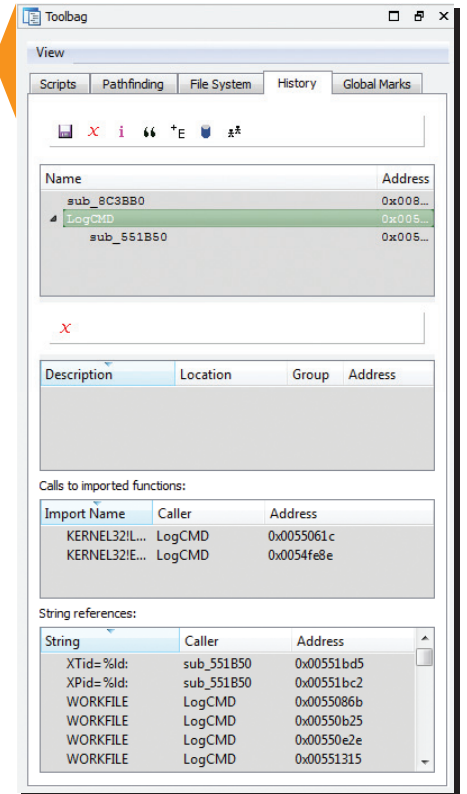 Toolbag
View
Scripts Pathfinding File System History Global Marks
x i “ +E xx
Name Address
sub_8C3BB0 0x008...
LogCMD 0x005...
sub_551B50 0x005...
x
Description Location Group Address
Calls to imported functions:
Import Name Caller Address
KERNEL32!L... LogCMD 0x0055061c
KERNEL32!E... LogCMD 0x0054fe8e
String references:
String Caller Address
XTid=%ld: sub_551B50 0x00551bd5
XPid=%ld: sub_551B50 0x00551bc2
WORKFILE LogCMD 0x0055086b
WORKFILE LogCMD 0x00550b25
WORKFILE LogCMD 0x00550e2e
WORKFILE LogCMD 0x00551315